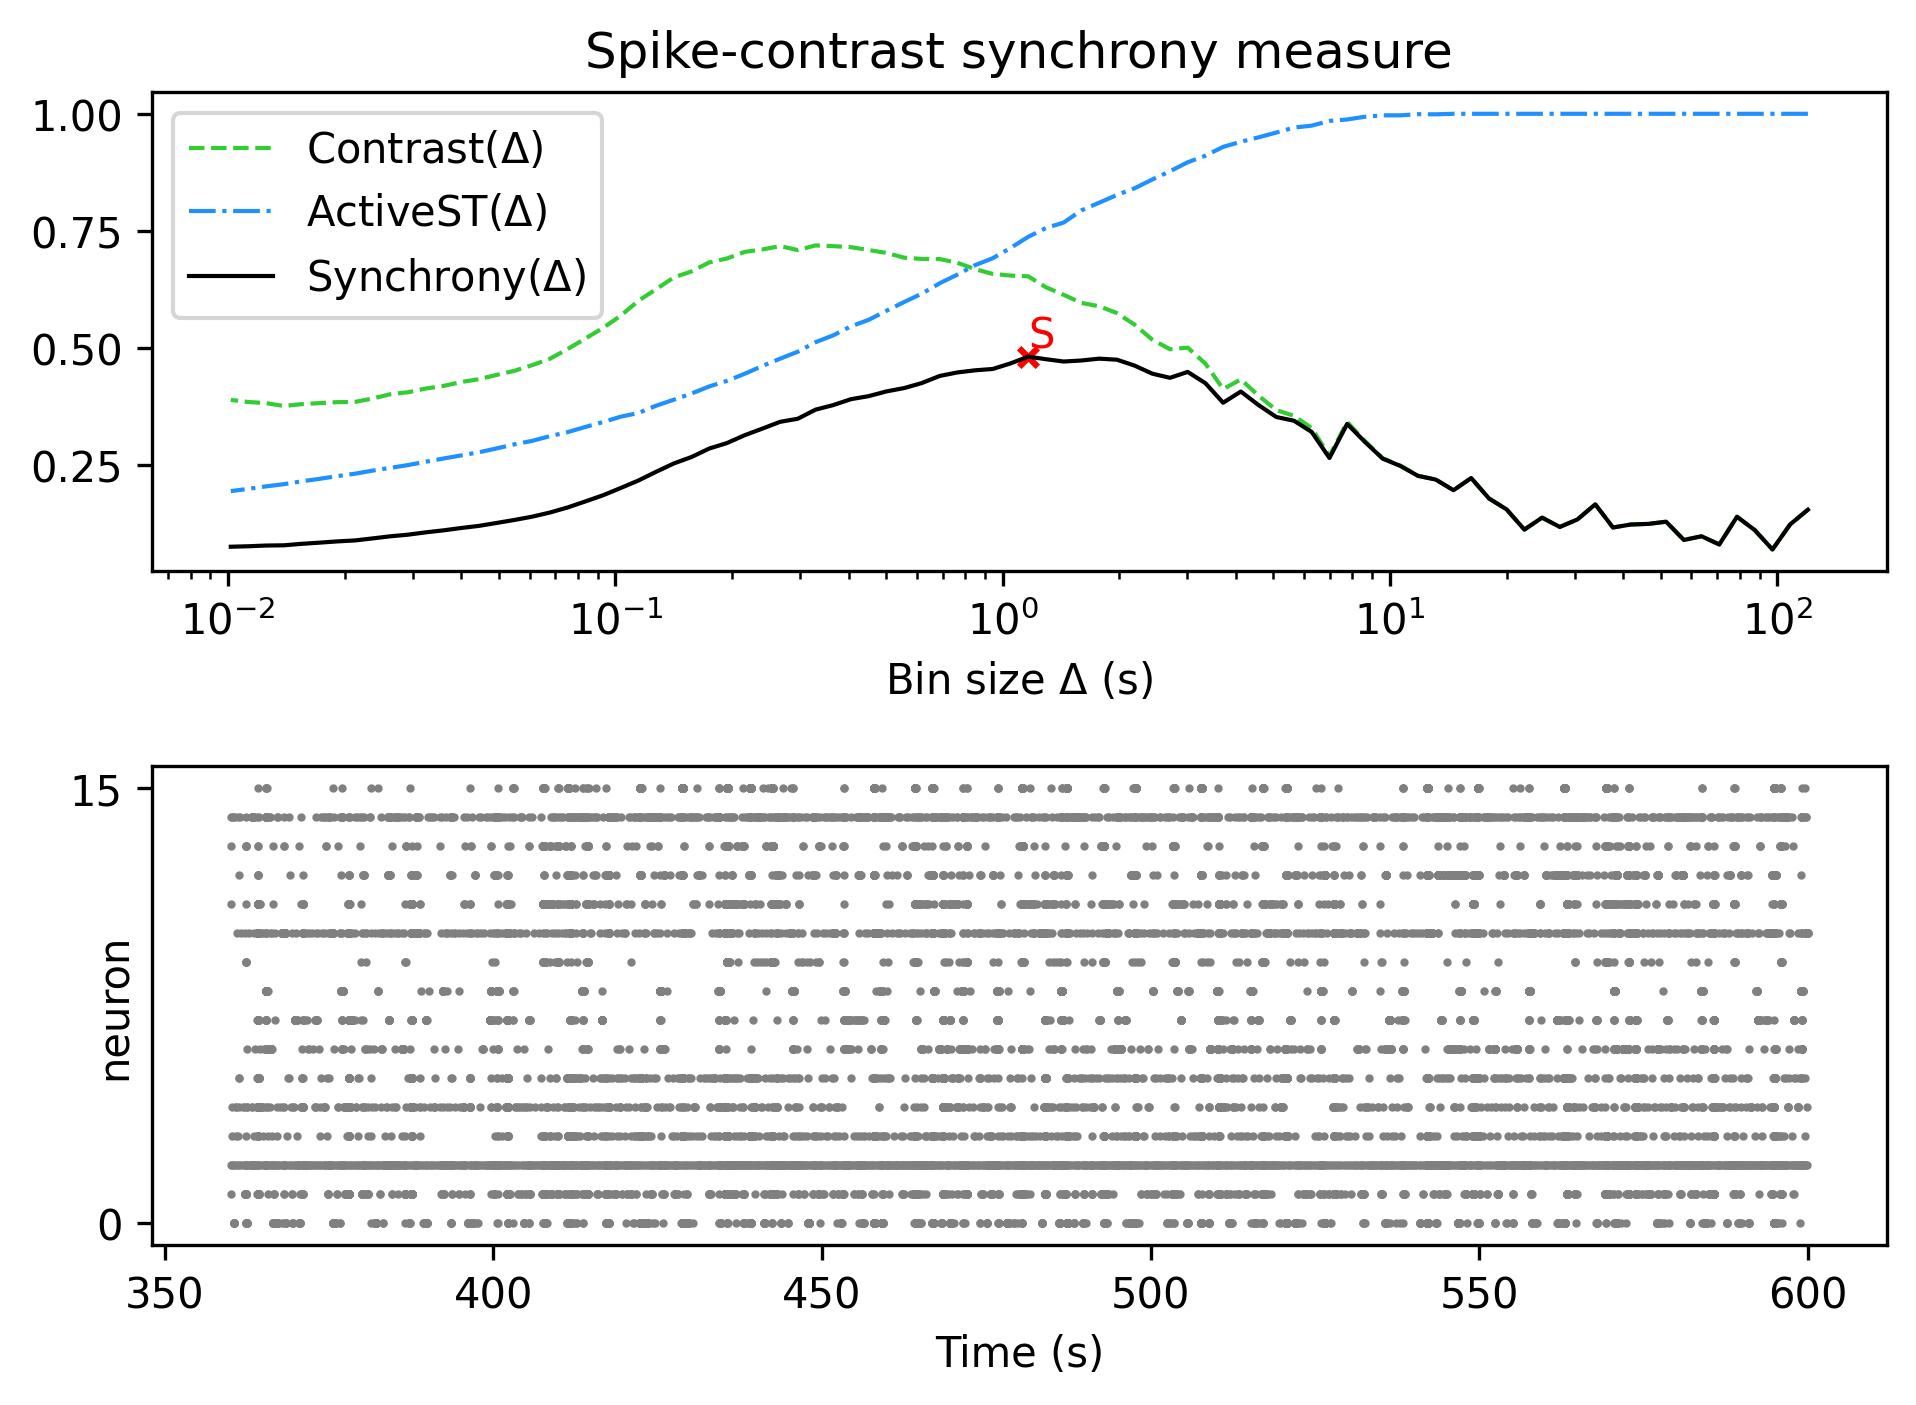 Spike-contrast synchrony measure
1.00
0.75
0.50
0.25
Contrast(Δ)
ActiveST(Δ)
Synchrony(Δ)
S
10⁻² 10⁻¹ 10⁰ 10¹ 10²
Bin size Δ (s)
15
0
neuron
350 400 450 500 550 600
Time (s)